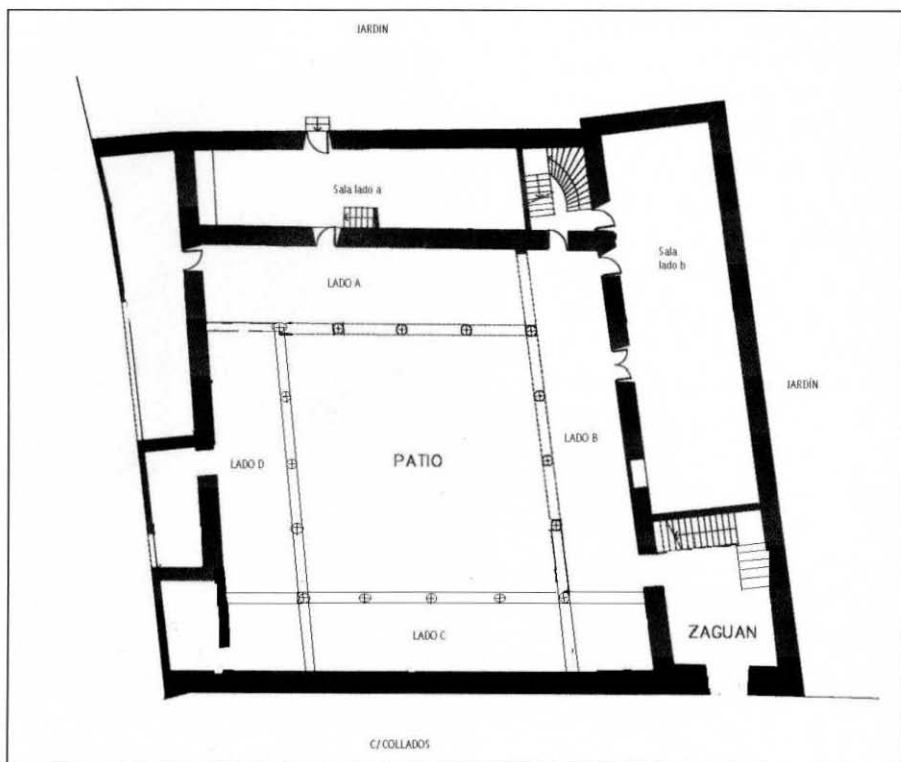 JARDIN
Sala lado a
Sala
lado b
LADO A
JARDÍN
LADO B
LADO D
PATIO
LADO C
ZAGUAN
C/ COLLADOS